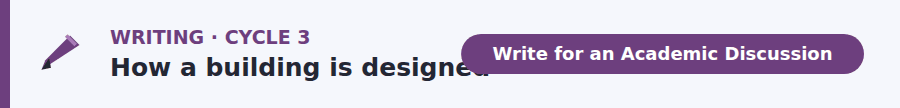 WRITING · CYCLE 3
How a building is designed
Write for an Academic Discussion